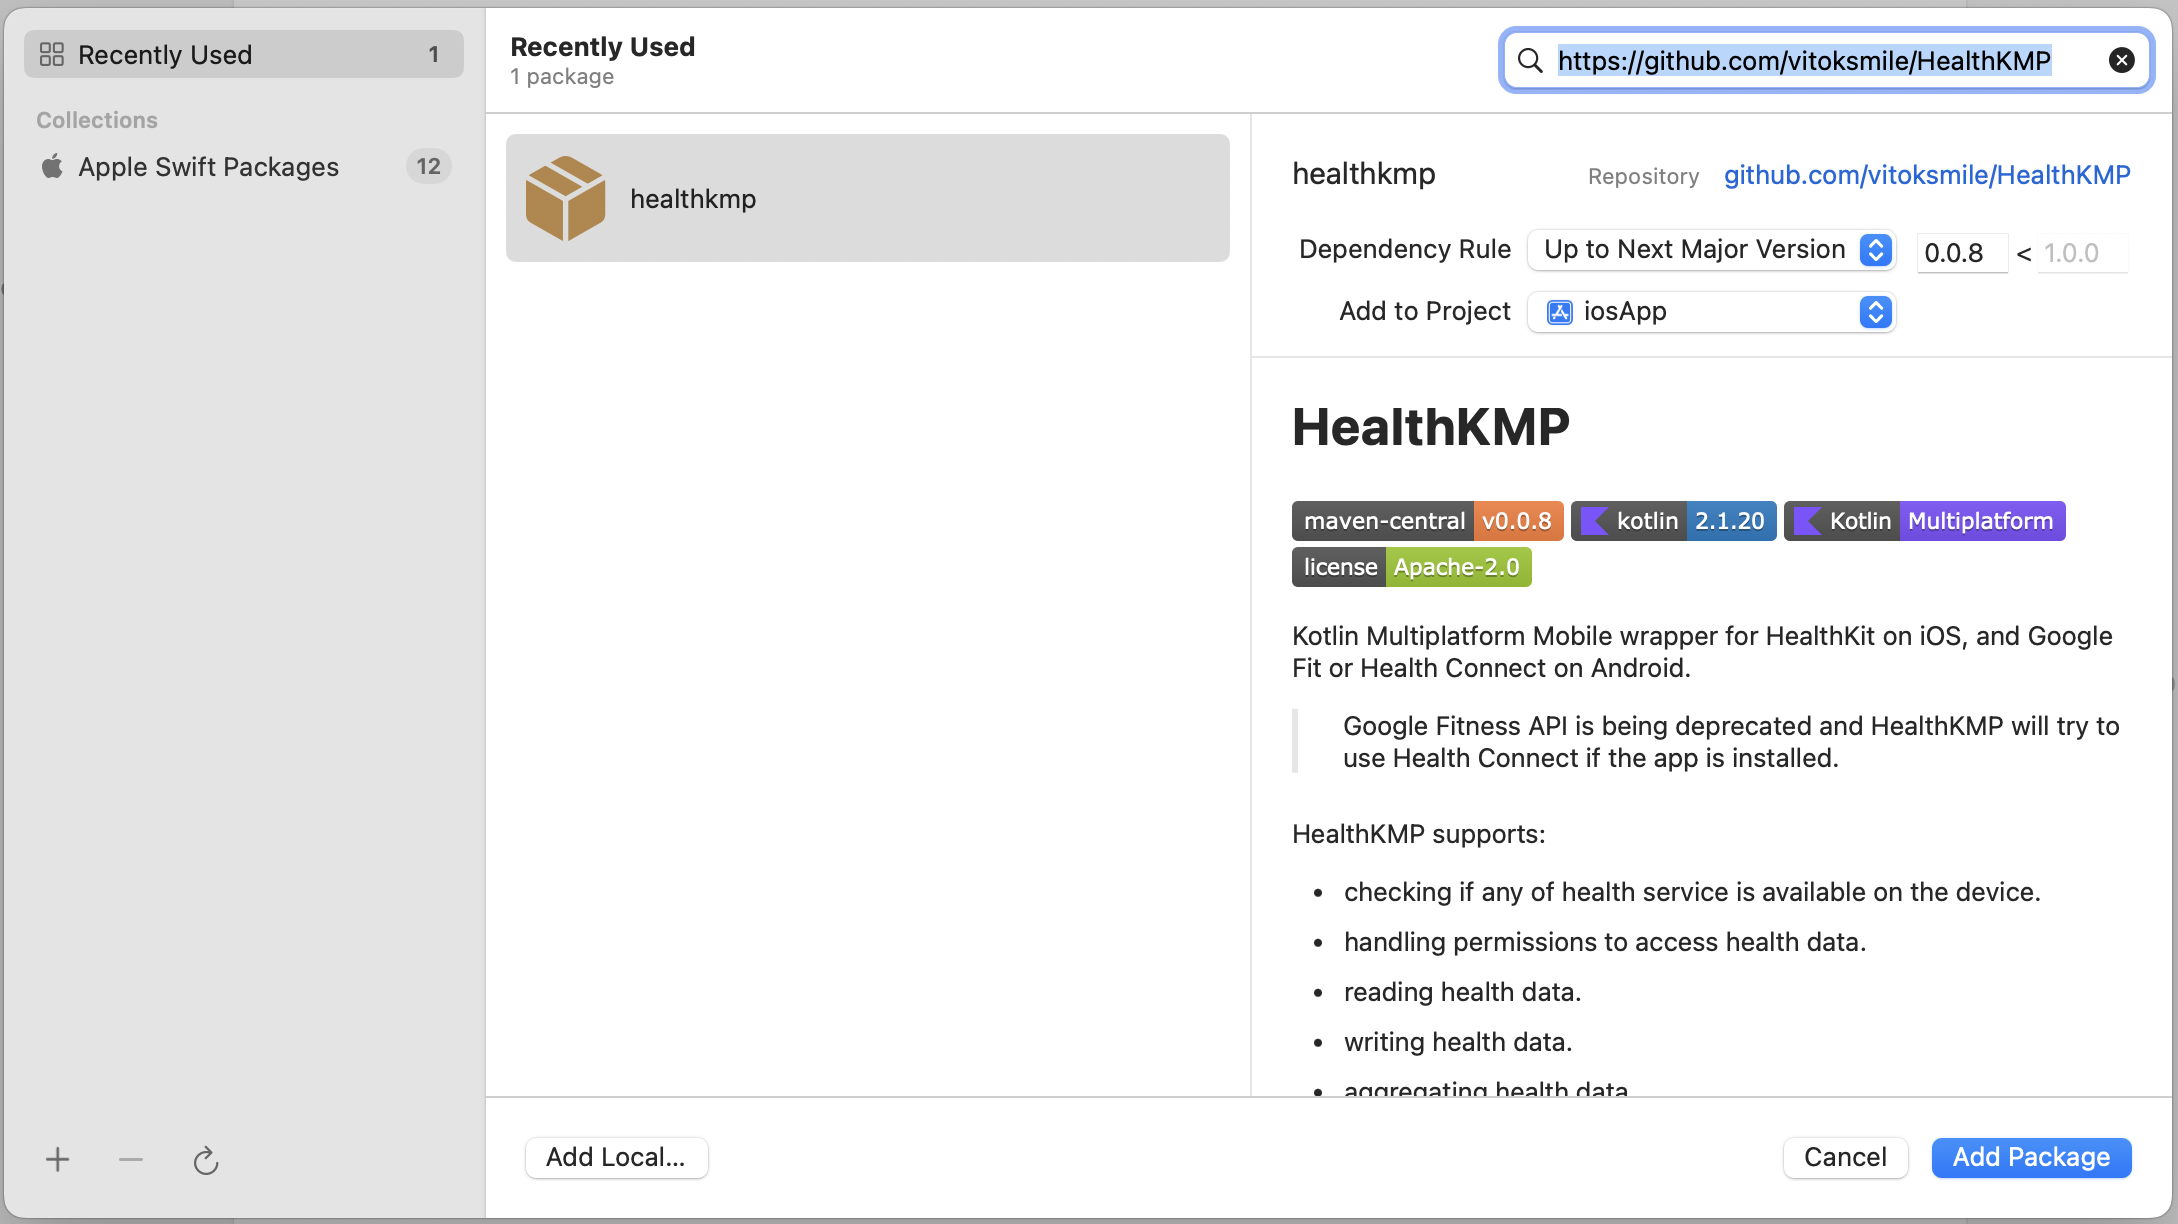 Recently Used 1
Collections
Apple Swift Packages 12
Recently Used
1 package
https://github.com/vitoksmile/HealthKMP
healthkmp
healthkmp Repository github.com/vitoksmile/HealthKMP
Dependency Rule Up to Next Major Version 0.0.8 < 1.0.0
Add to Project iosApp
HealthKMP
maven-central v0.0.8 kotlin 2.1.20 Kotlin Multiplatform
license Apache-2.0
Kotlin Multiplatform Mobile wrapper for HealthKit on iOS, and Google
Fit or Health Connect on Android.
Google Fitness API is being deprecated and HealthKMP will try to
use Health Connect if the app is installed.
HealthKMP supports:
• checking if any of health service is available on the device.
• handling permissions to access health data.
• reading health data.
• writing health data.
• aggregating health data
Add Local... Cancel Add Package